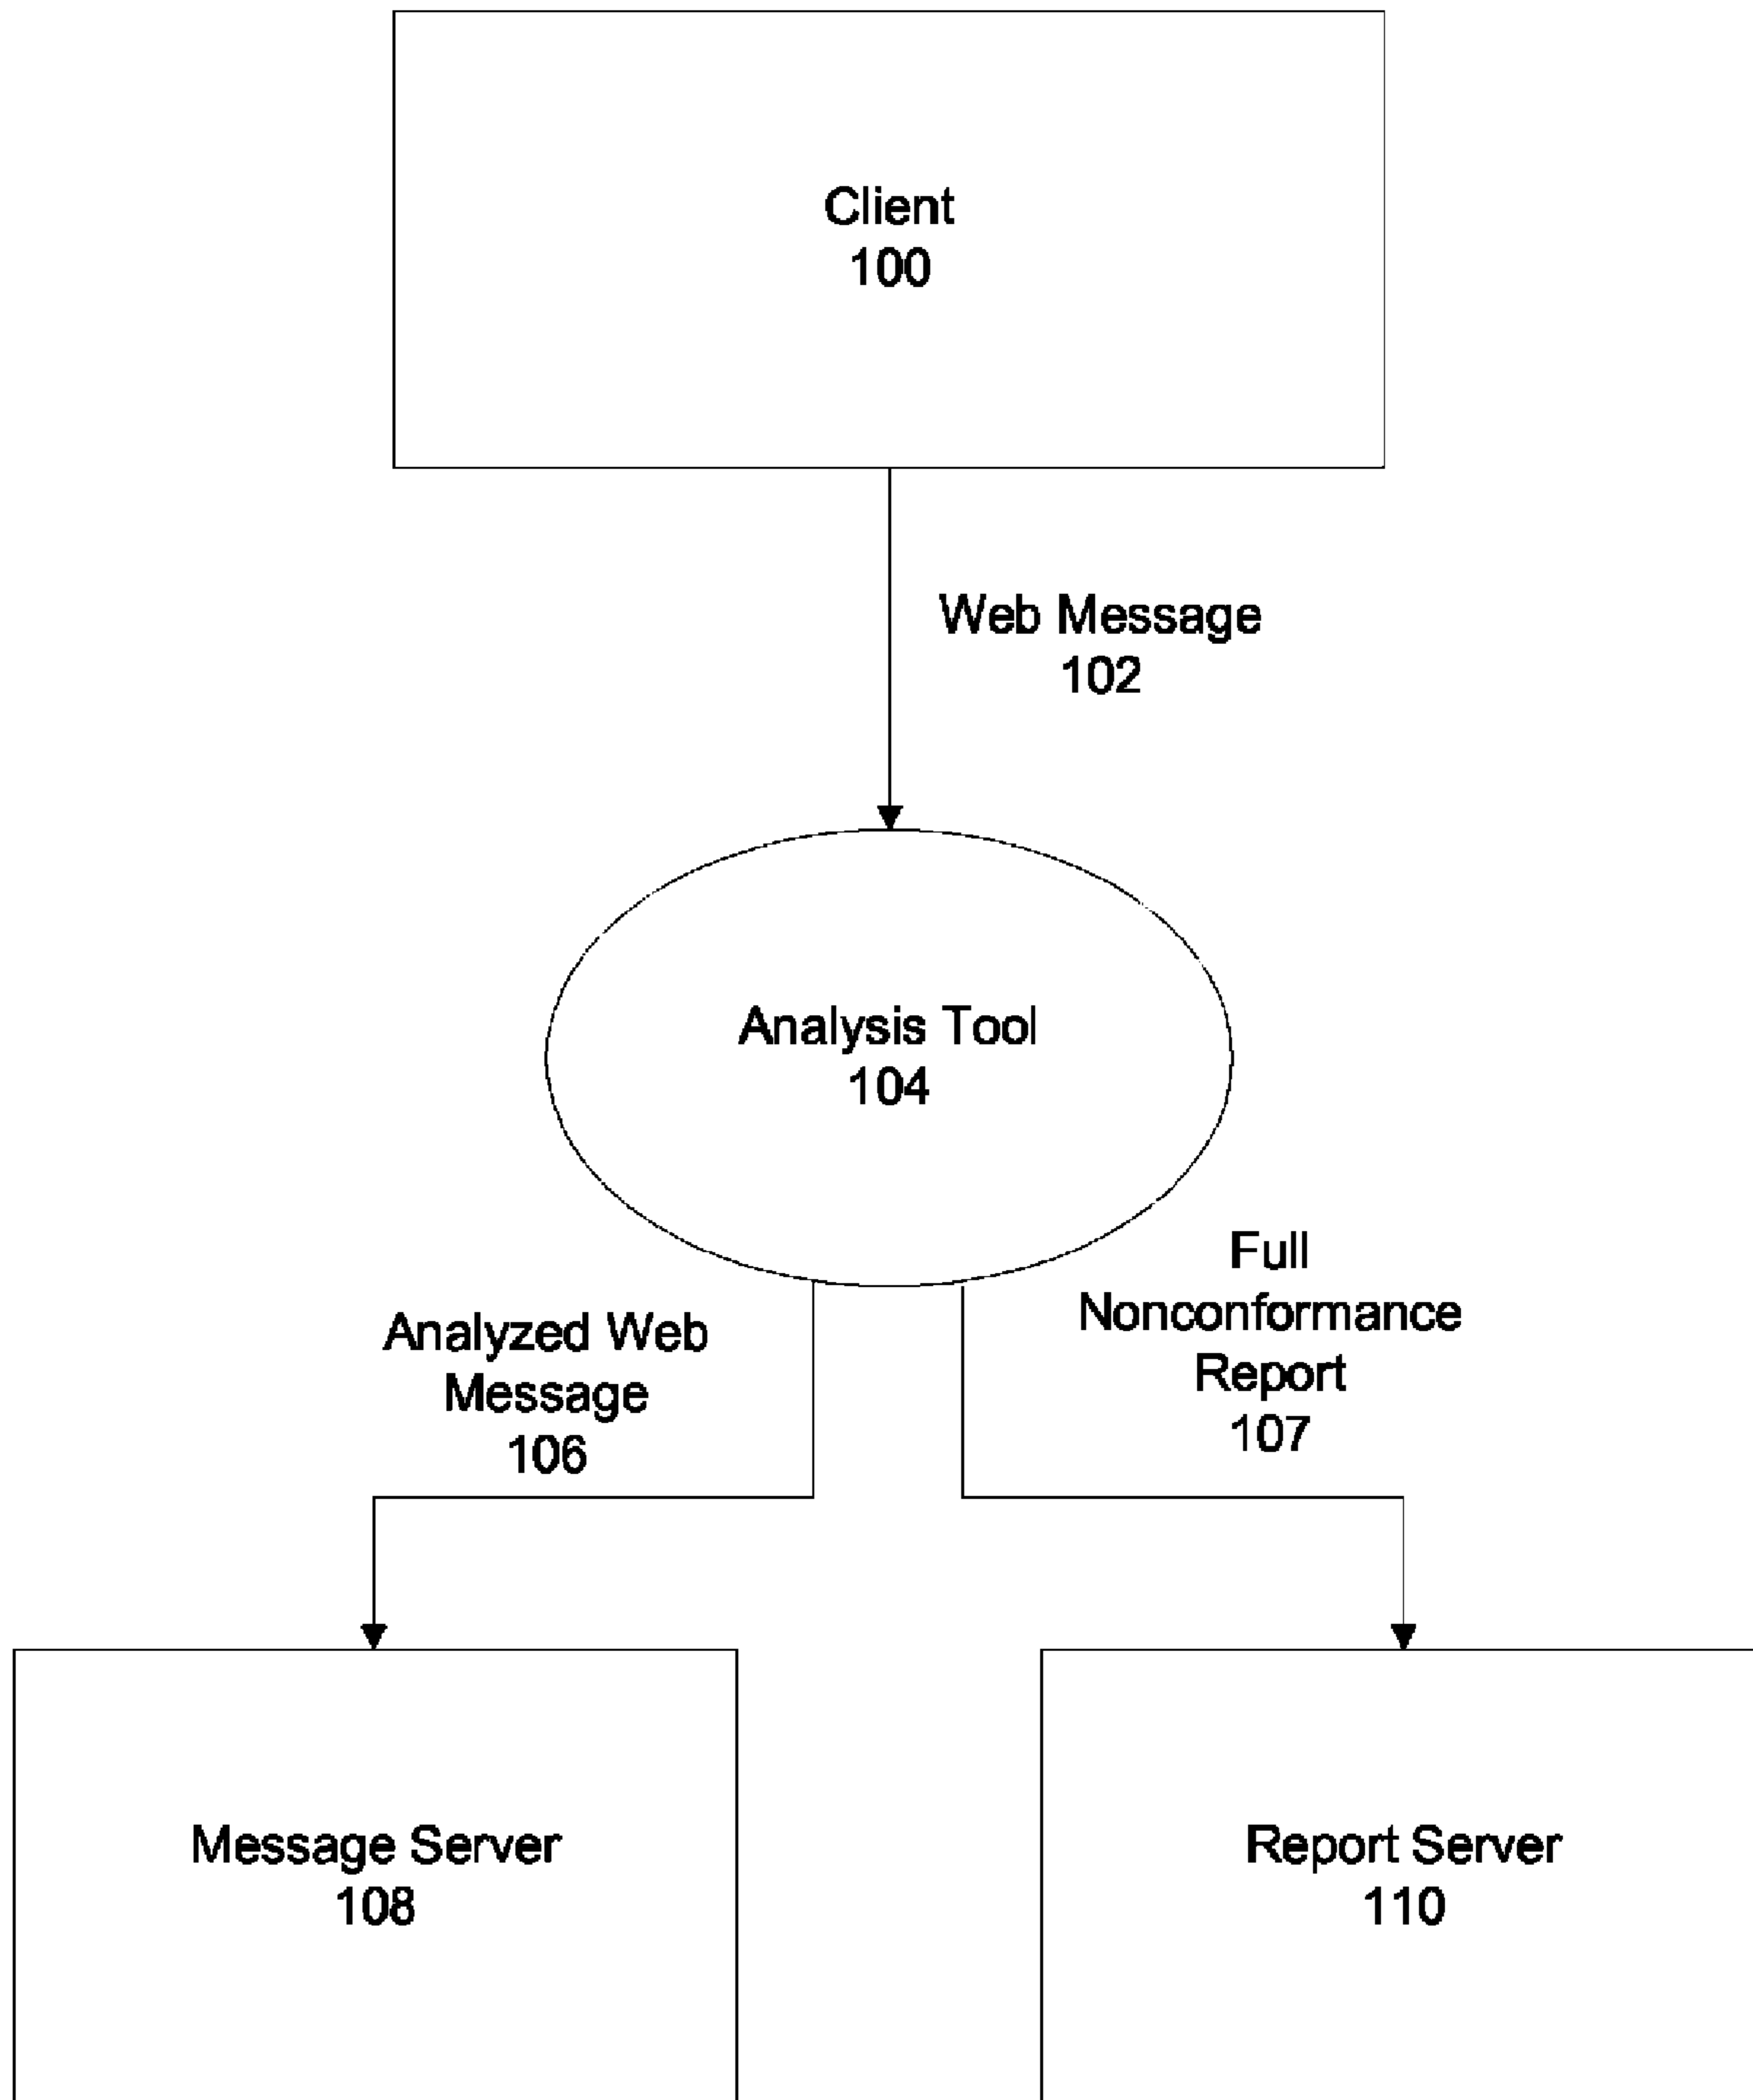 Client
100
Web Message
102
Analysis Tool
104
Full
Nonconformance
Report
107
Analyzed Web
Message
106
Message Server
108
Report Server
110